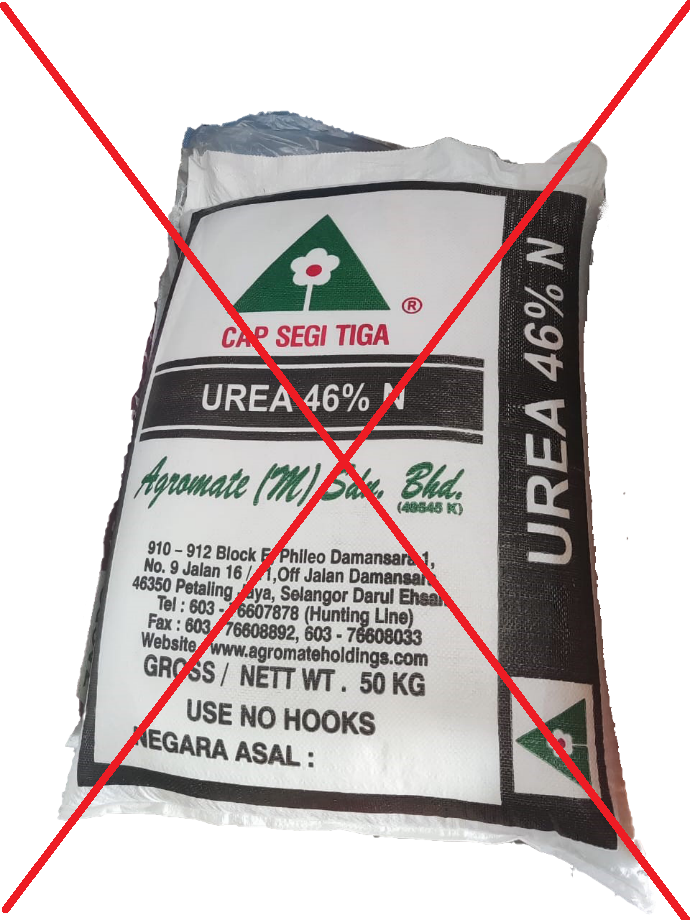 ®
CAP SEGI TIGA
UREA 46% N
Agromate (M) Sdn. Bhd.
(49545 K)
910 – 912 Block E, Phileo Damansara 1,
No. 9 Jalan 16 / 11, Off Jalan Damansara
46350 Petaling Jaya, Selangor Darul Ehsan
Tel : 603 - 76607878 (Hunting Line)
Fax : 603 - 76608892, 603 - 76608033
Website : www.agromateholdings.com
GROSS / NETT WT . 50 KG
USE NO HOOKS
NEGARA ASAL :
UREA 46% N